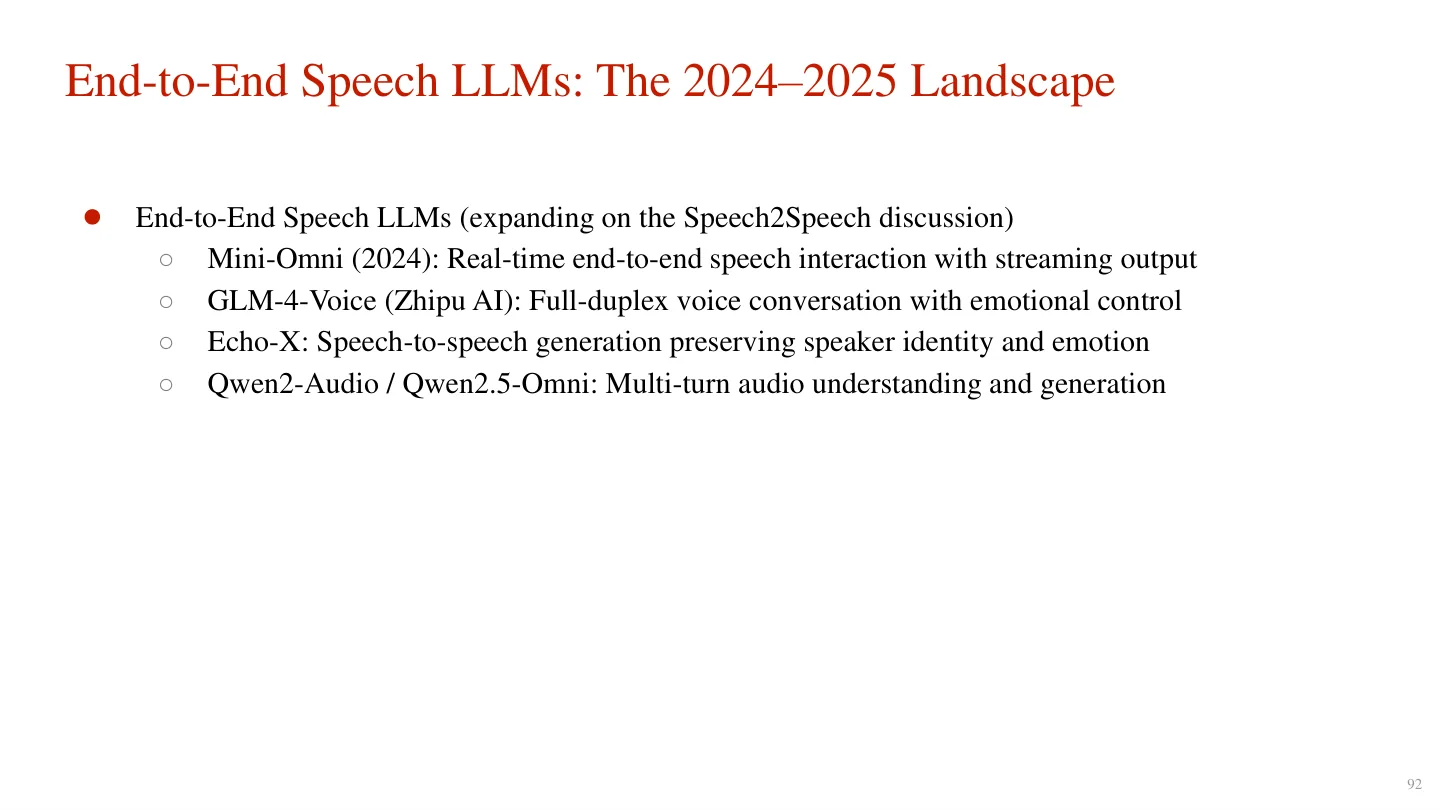 End-to-End Speech LLMs: The 2024–2025 Landscape
● End-to-End Speech LLMs (expanding on the Speech2Speech discussion)
○ Mini-Omni (2024): Real-time end-to-end speech interaction with streaming output
○ GLM-4-Voice (Zhipu AI): Full-duplex voice conversation with emotional control
○ Echo-X: Speech-to-speech generation preserving speaker identity and emotion
○ Qwen2-Audio / Qwen2.5-Omni: Multi-turn audio understanding and generation
92